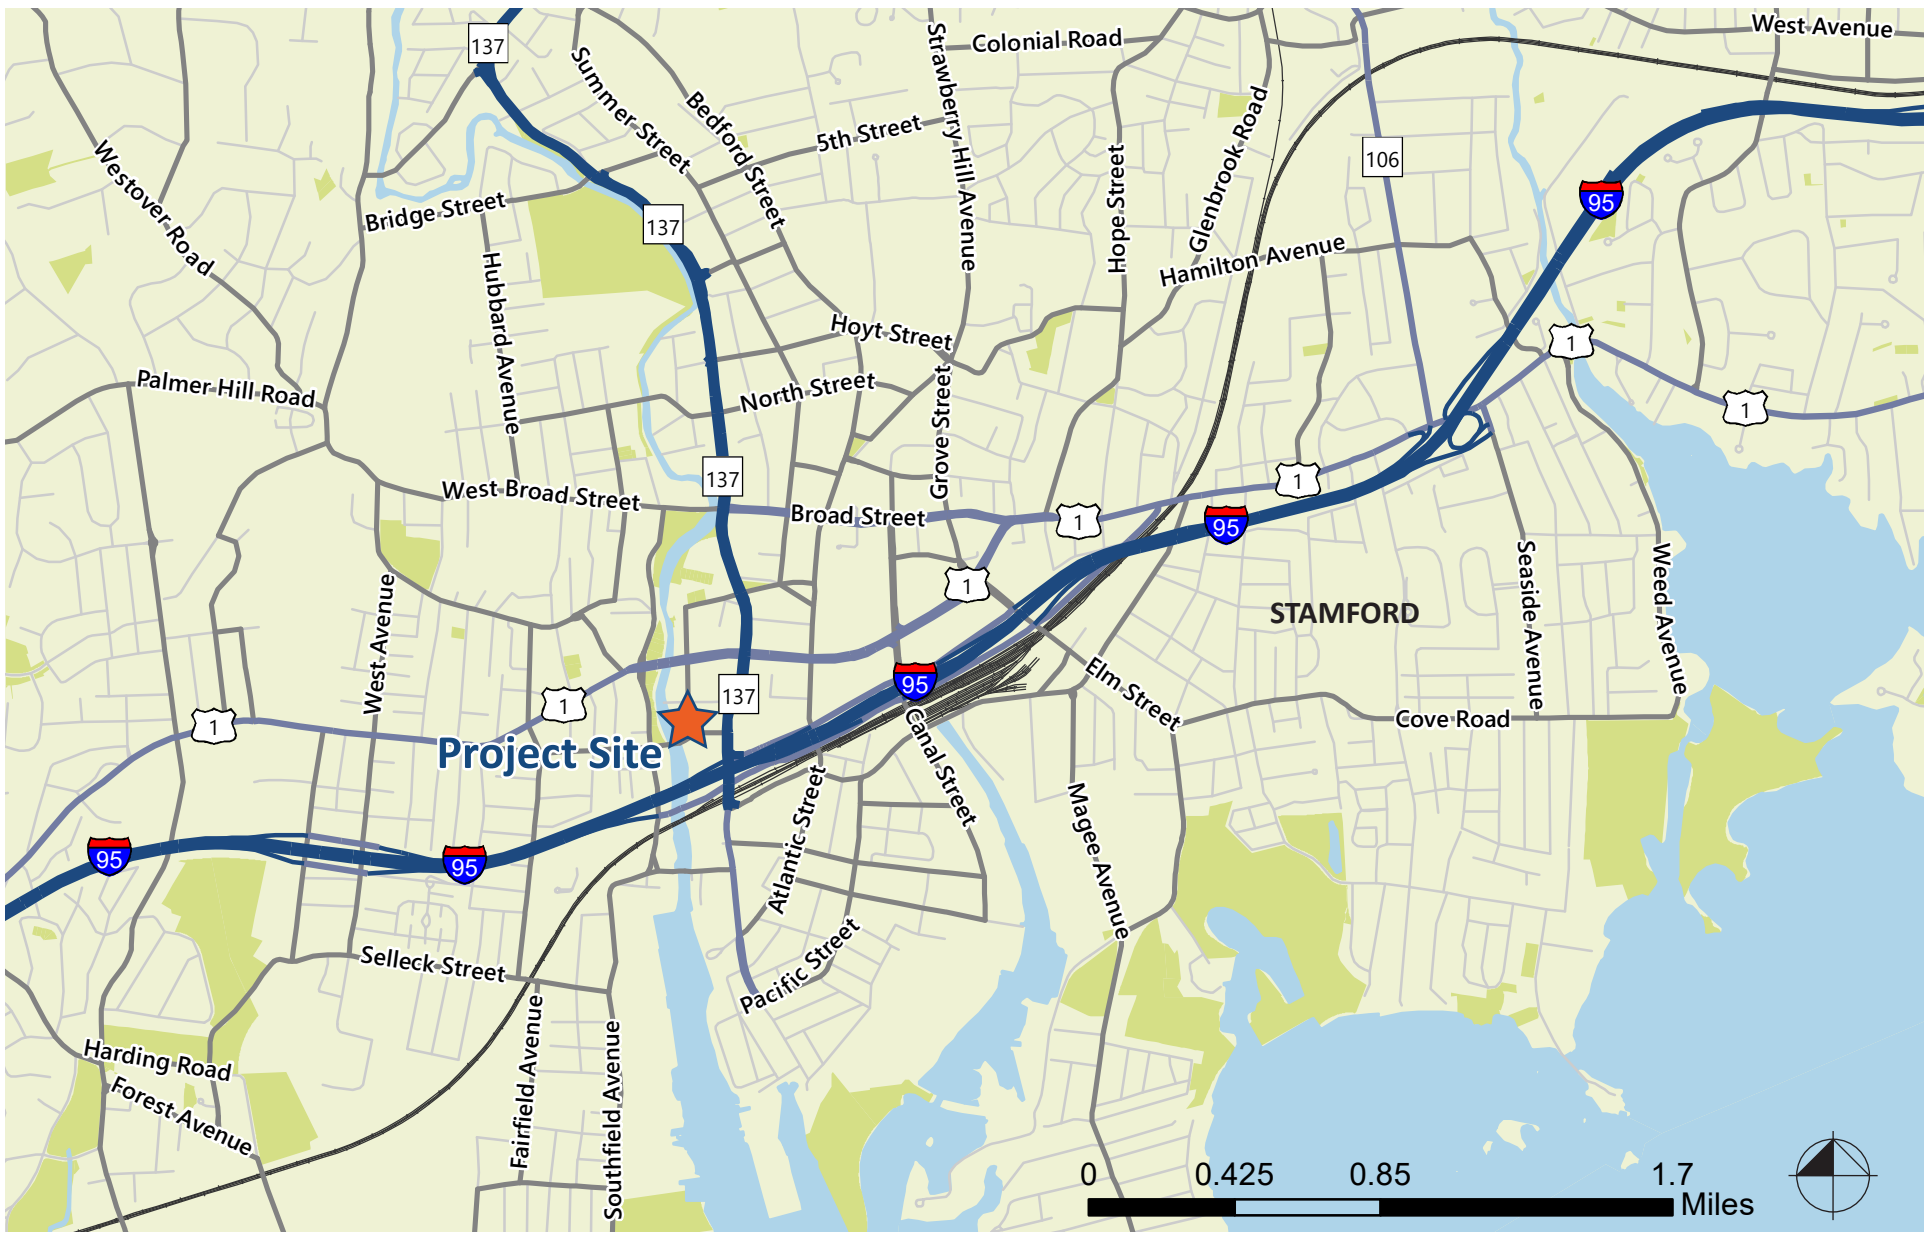 137
Summer Street
Strawberry Hill Avenue
Colonial Road
West Avenue
Westover Road
Bedford Street
5th Street
Hope Street
Glenbrook Road
106
Bridge Street
137
95
Hubbard Avenue
Hamilton Avenue
Hoyt Street
1
Palmer Hill Road
North Street
Grove Street
1
West Broad Street
137
Broad Street
1
1
95
West Avenue
1
STAMFORD
Seaside Avenue
Weed Avenue
1
1
137
95
Elm Street
Cove Road
Project Site
Canal Street
Atlantic Street
Magee Avenue
95
95
Selleck Street
Pacific Street
Harding Road
Forest Avenue
Fairfield Avenue
Southfield Avenue
0 0.425 0.85 1.7
Miles